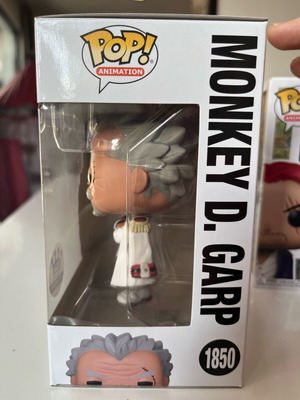 POP!
ANIMATION
MONKEY D. GARP
1850